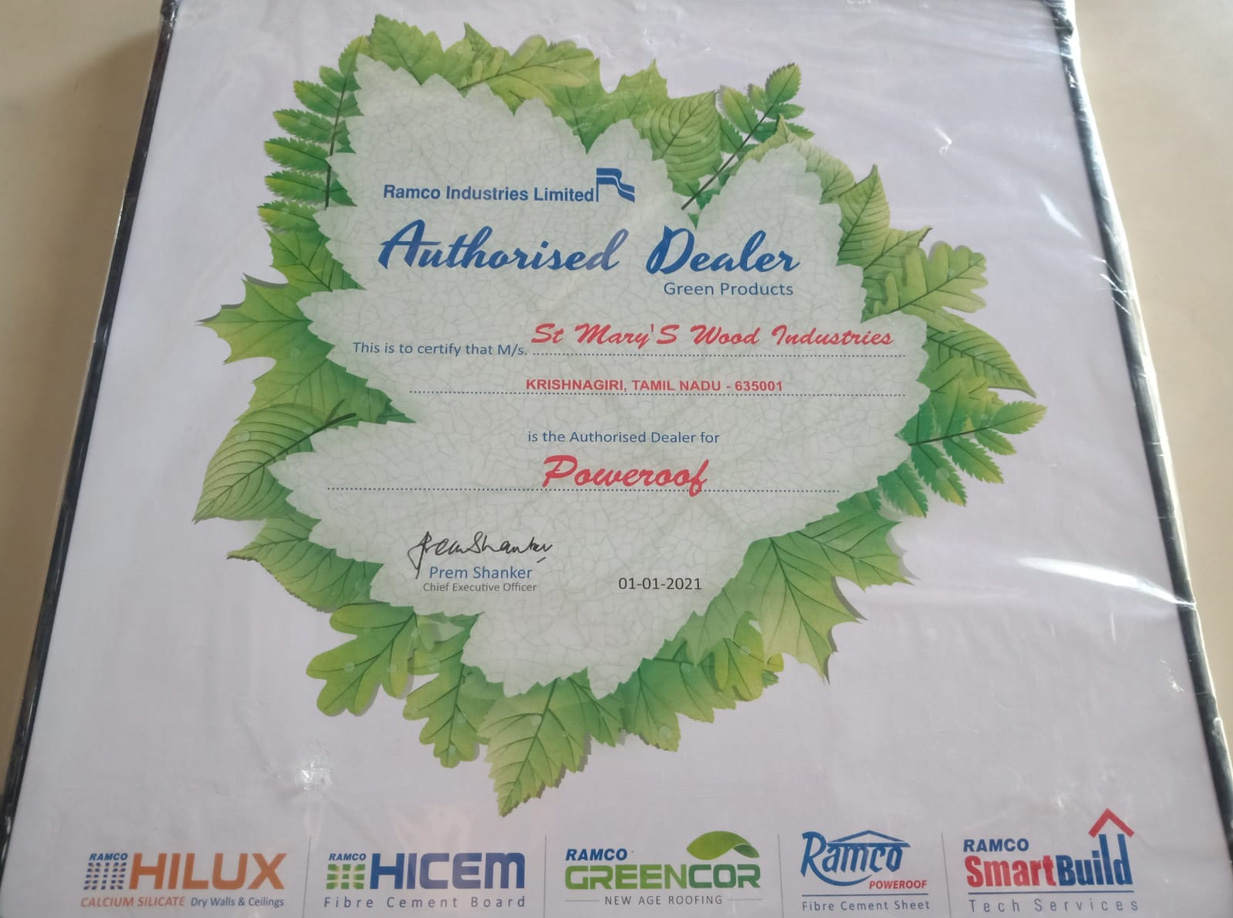 Ramco Industries Limited
Authorised Dealer
Green Products
This is to certify that M/s. St Mary'S Wood Industries
KRISHNAGIRI, TAMIL NADU - 635001
is the Authorised Dealer for
Poweroof
Prem Shanker
Prem Shanker
Chief Executive Officer
01-01-2021
RAMCO HILUX
CALCIUM SILICATE Dry Walls & Ceilings
RAMCO HICEM
Fibre Cement Board
RAMCO
GREENCOR
NEW AGE ROOFING
Ramco
POWEROOF
Fibre Cement Sheet
RAMCO
SmartBuild
Tech Services